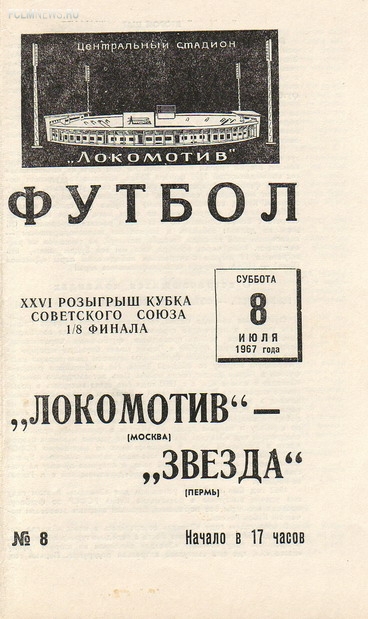 FCLMNEWS.RU
Центральный Стадион
„Локомотив"
ФУТБОЛ
СУББОТА
8
ИЮЛЯ
1967 года
XXVI РОЗЫГРЫШ КУБКА
СОВЕТСКОГО СОЮЗА
1/8 ФИНАЛА
„ЛОКОМОТИВ“ —
(МОСКВА)
„ЗВЕЗДА“
(ПЕРМЬ)
№ 8
Начало в 17 часов